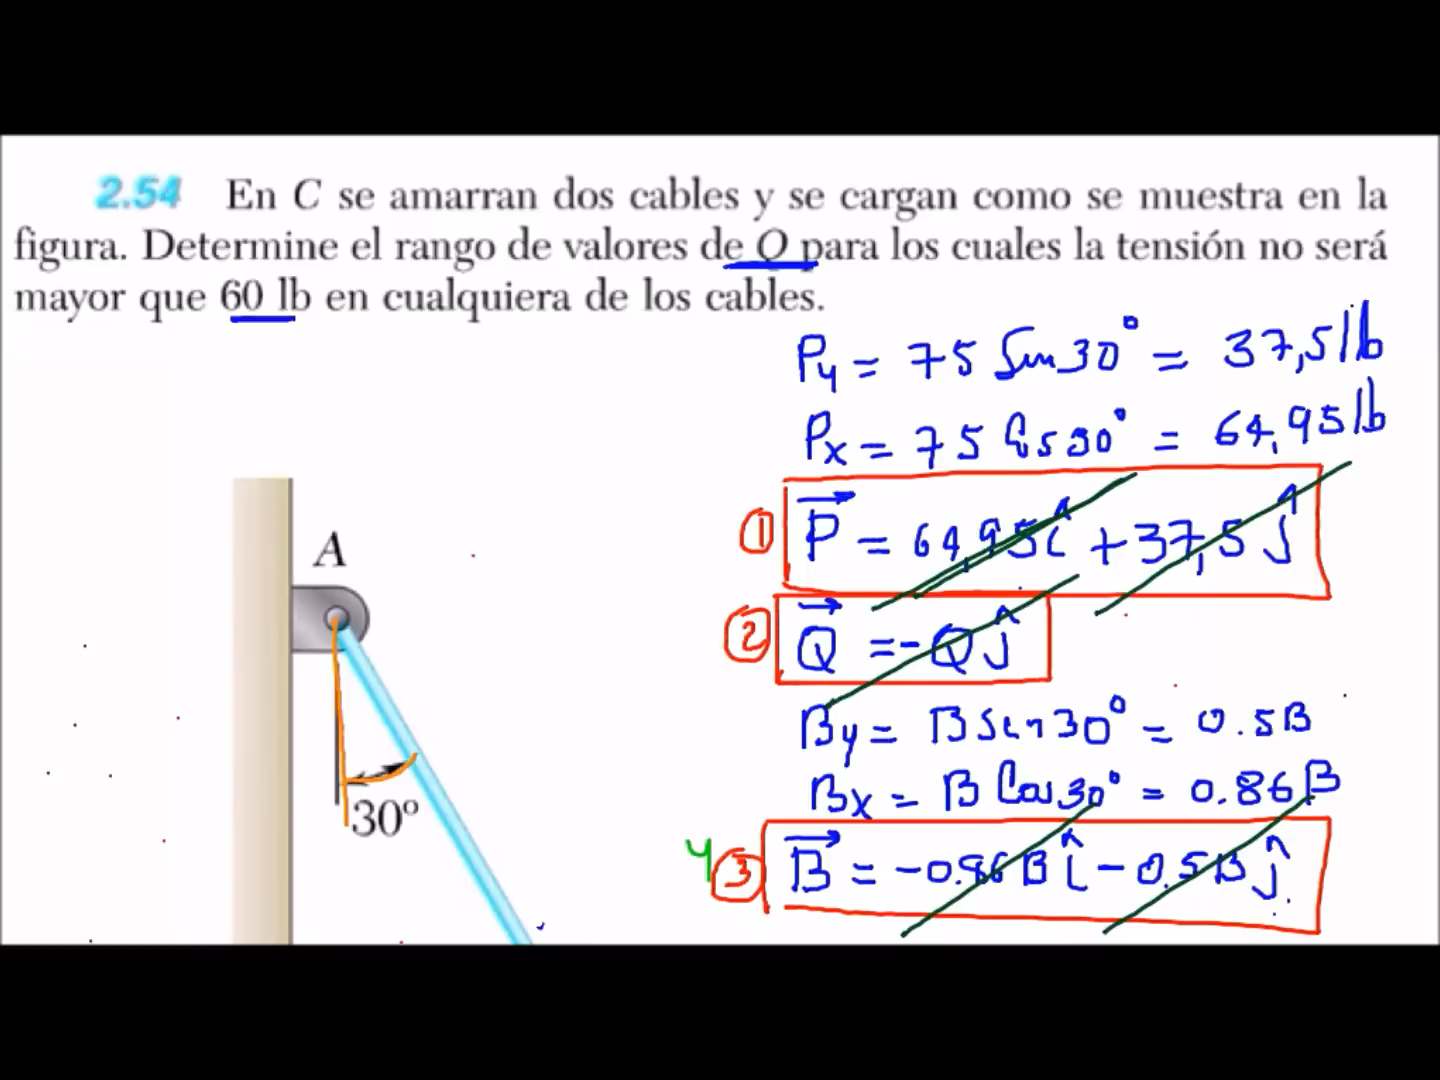 2.54 En C se amarran dos cables y se cargan como se muestra en la
figura. Determine el rango de valores de Q para los cuales la tensión no será
mayor que 60 lb en cualquiera de los cables.
Py = 75 Sen 30° = 37,5 lb
Px = 75 Cos 30° = 64,95 lb
① P = 64,95 î + 37,5 ĵ
② Q = -Q ĵ
By = B Sen 30° = 0.5B
Bx = B Cos 30° = 0.86B
4 ③ B = -0.86 B î - 0.5 B ĵ
A
30º